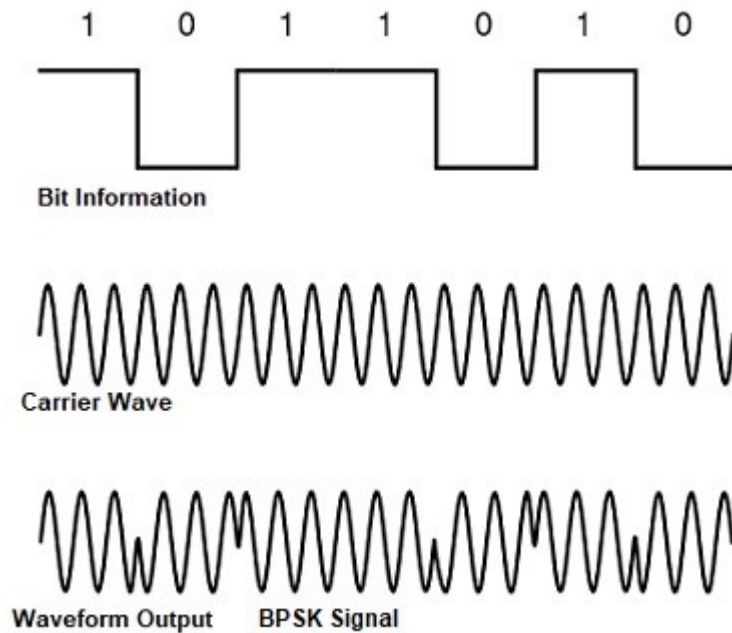 1 0 1 1 0 1 0
Bit Information
Carrier Wave
Waveform Output BPSK Signal